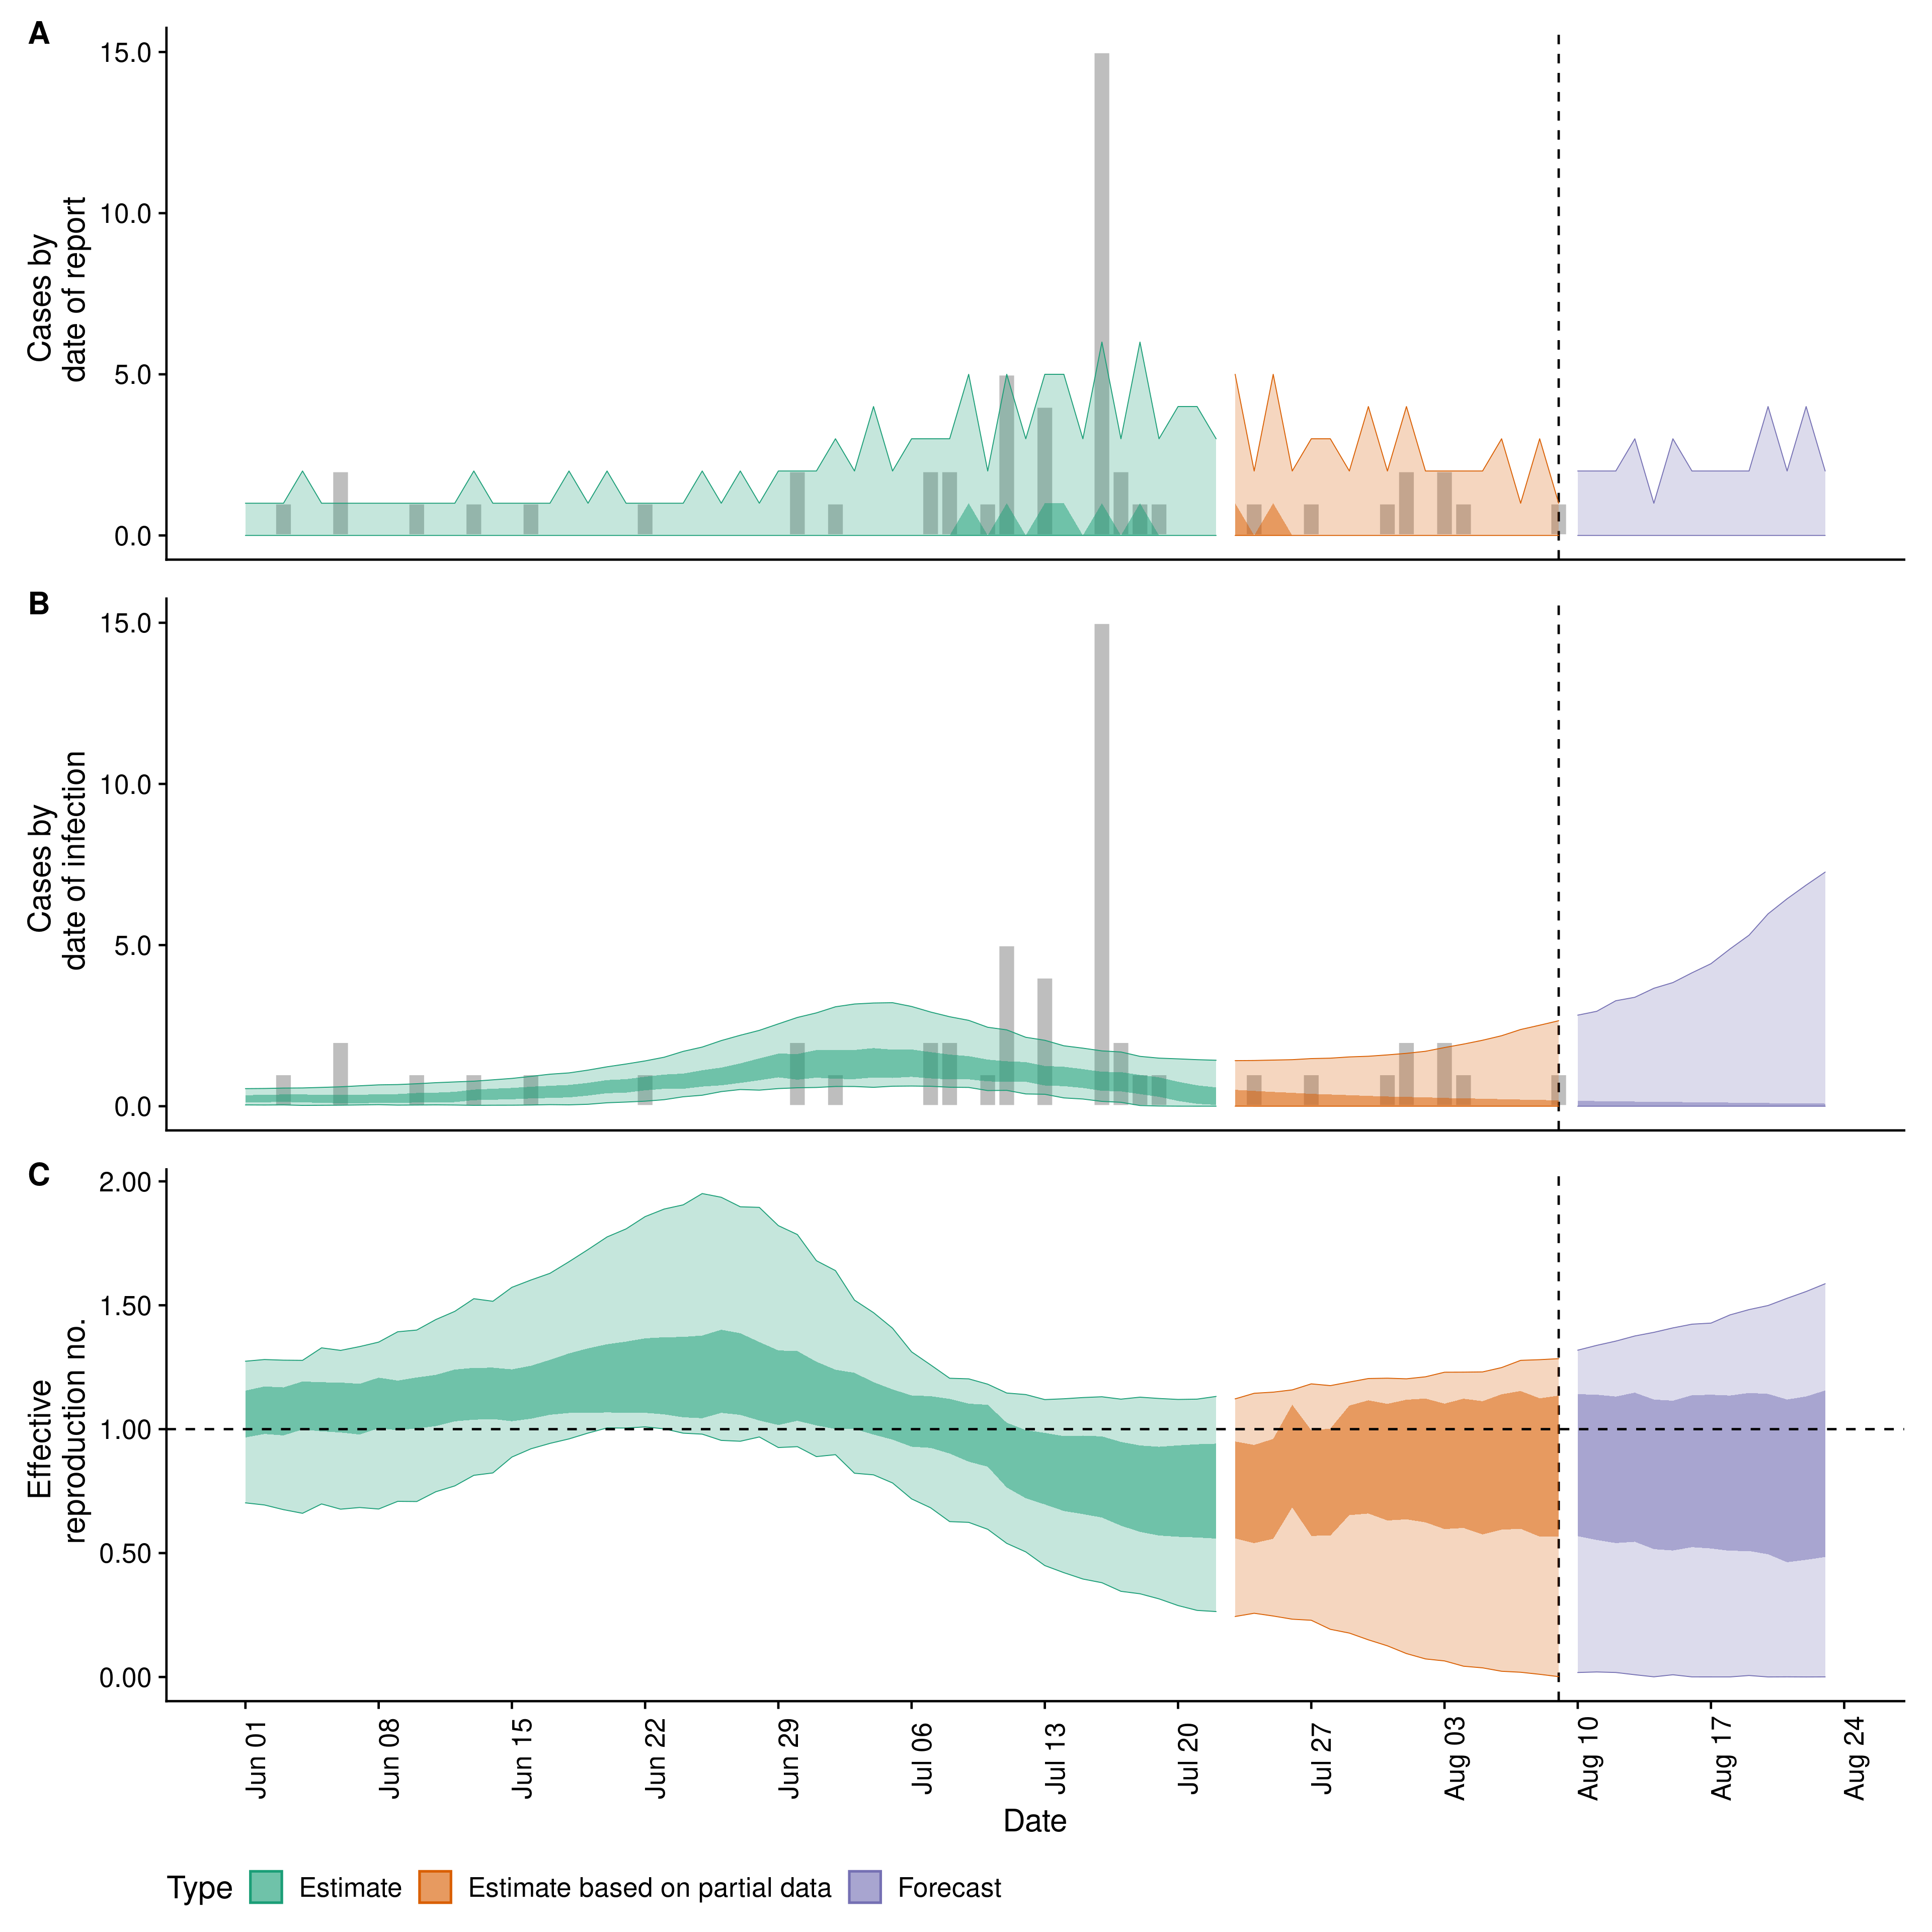 A
Cases by
date of report
15.0
10.0
5.0
0.0
B
Cases by
date of infection
15.0
10.0
5.0
0.0
C
Effective
reproduction no.
2.00
1.50
1.00
0.50
0.00
Jun 01
Jun 08
Jun 15
Jun 22
Jun 29
Jul 06
Jul 13
Jul 20
Jul 27
Aug 03
Aug 10
Aug 17
Aug 24
Date
Type Estimate Estimate based on partial data Forecast